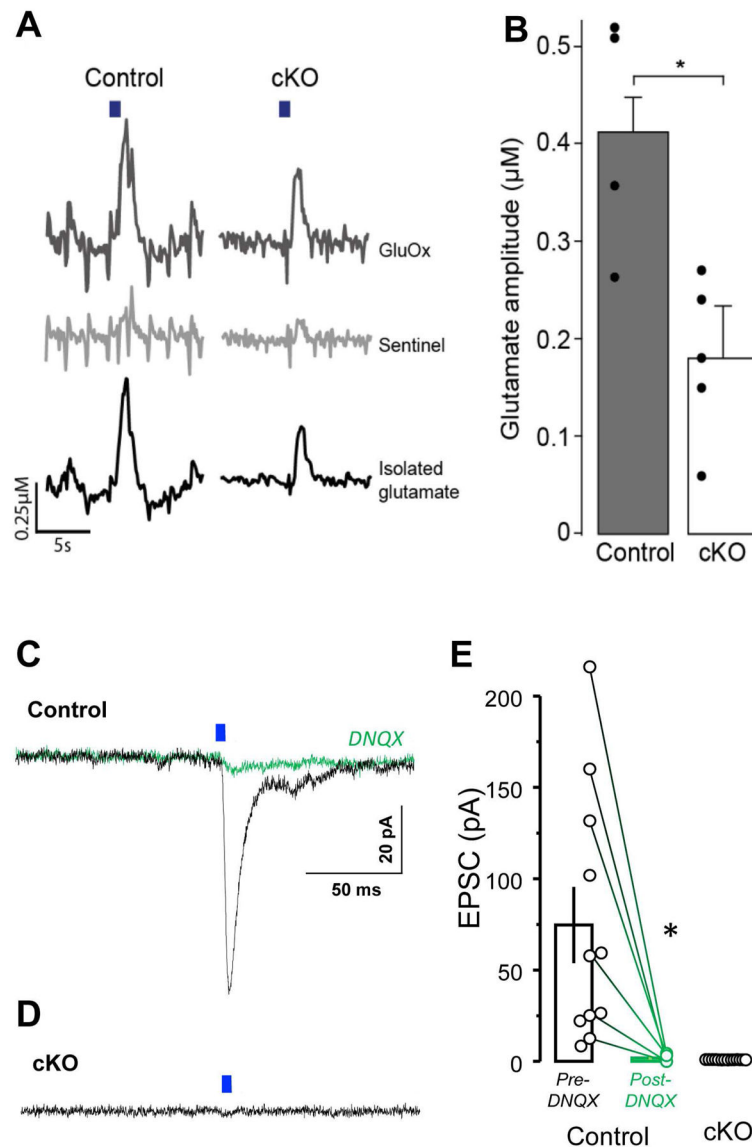 A
Control
cKO
GluOx
Sentinel
Isolated
glutamate
0.25µM
5s
B
Glutamate amplitude (µM)
0.5
0.4
0.3
0.2
0.1
0
*
Control
cKO
C
Control
DNQX
20 pA
50 ms
D
cKO
E
EPSC (pA)
200
150
100
50
0
*
Pre-
DNQX
Post-
DNQX
Control
cKO